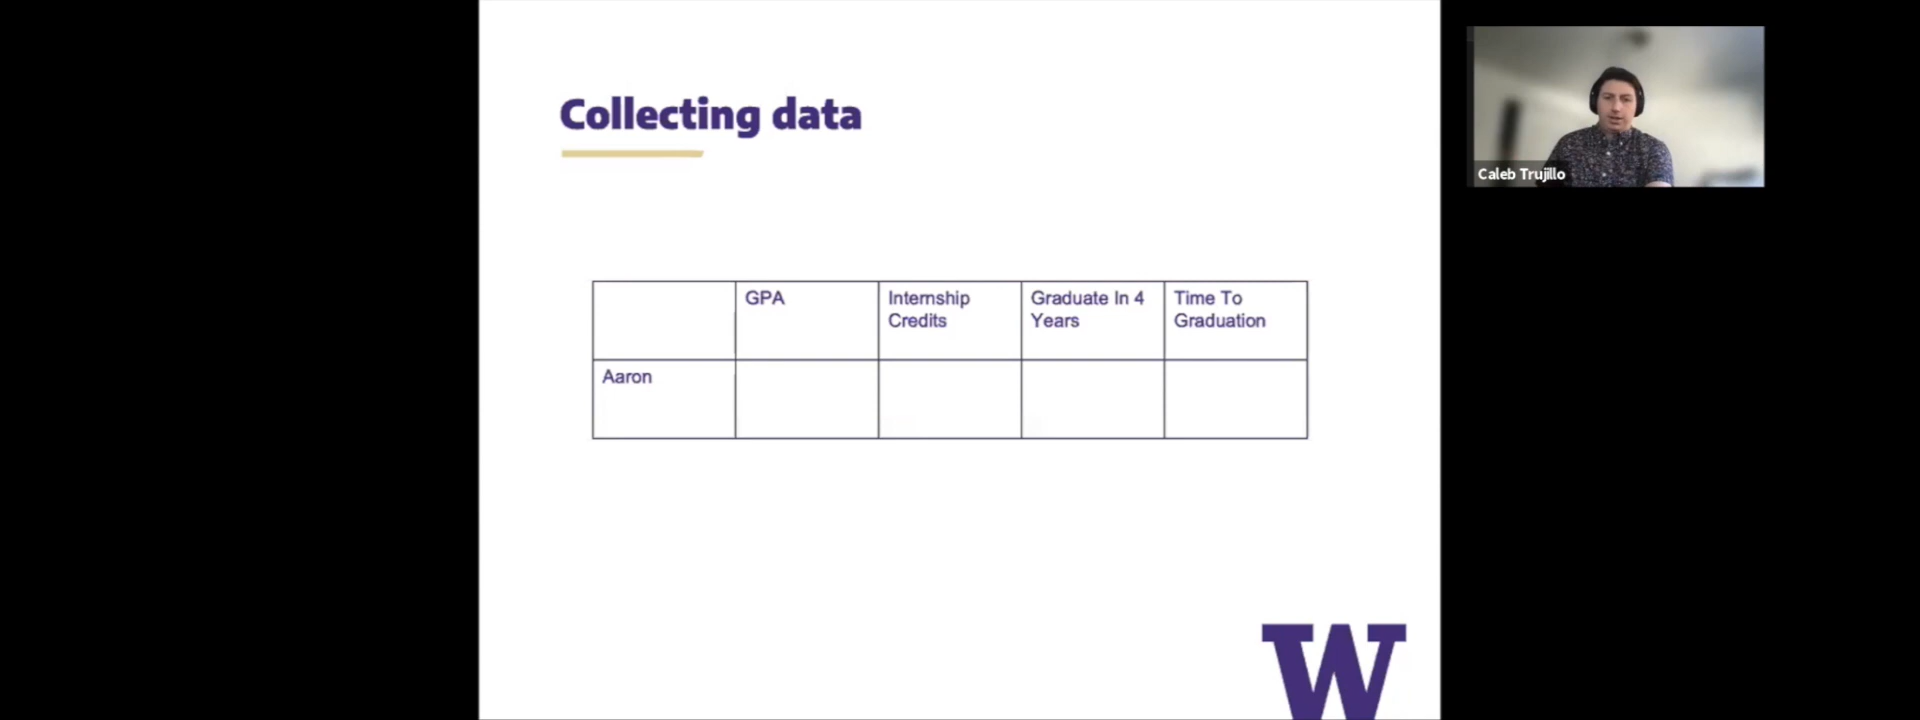 Collecting data
Caleb Trujillo
GPA
Internship
Credits
Graduate In 4
Years
Time To
Graduation
Aaron
W